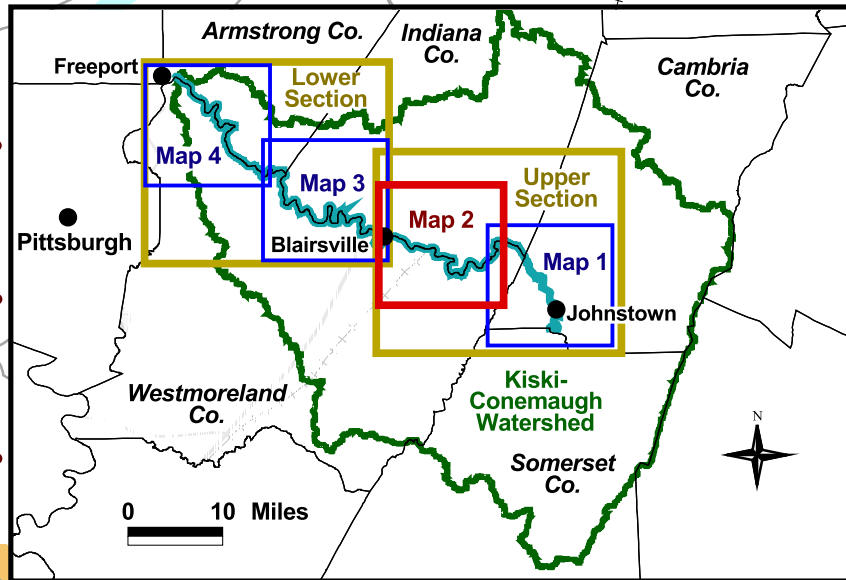 Armstrong Co.
Indiana
Co.
Cambria
Co.
Freeport
Lower
Section
Map 4
Map 3
Upper
Section
Map 2
Pittsburgh
Blairsville
Map 1
Johnstown
Westmoreland
Co.
Kiski-
Conemaugh
Watershed
N
Somerset
Co.
0 10 Miles